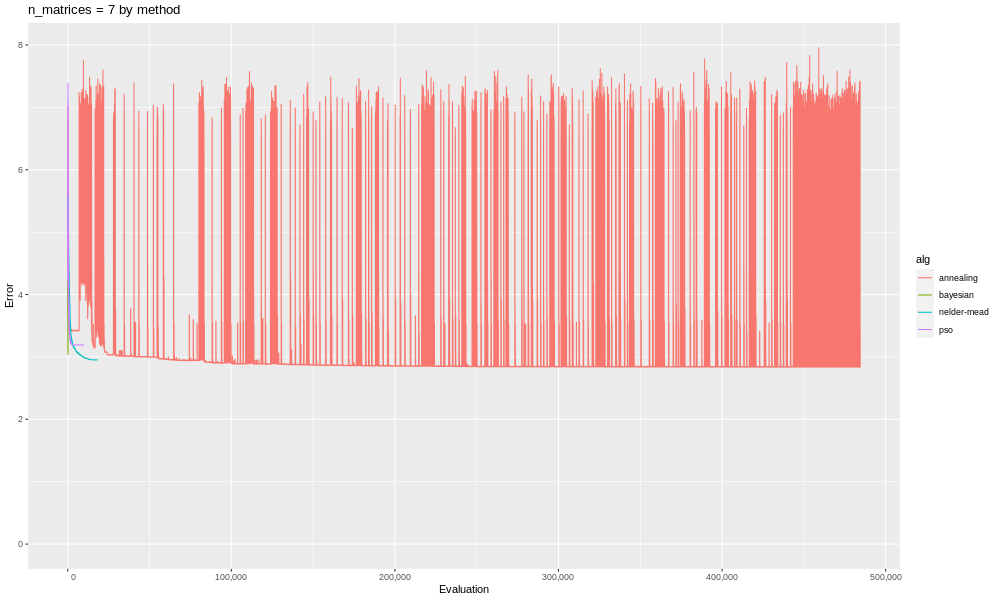 n_matrices = 7 by method
8
6
4
2
0
Error
0
100,000
200,000
300,000
400,000
500,000
Evaluation
alg
annealing
bayesian
nelder-mead
pso